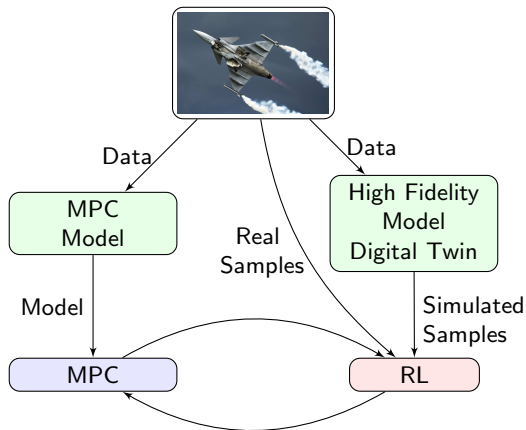 Data
Data
MPC
Model
High Fidelity
Model
Digital Twin
Real
Samples
Model
Simulated
Samples
MPC
RL